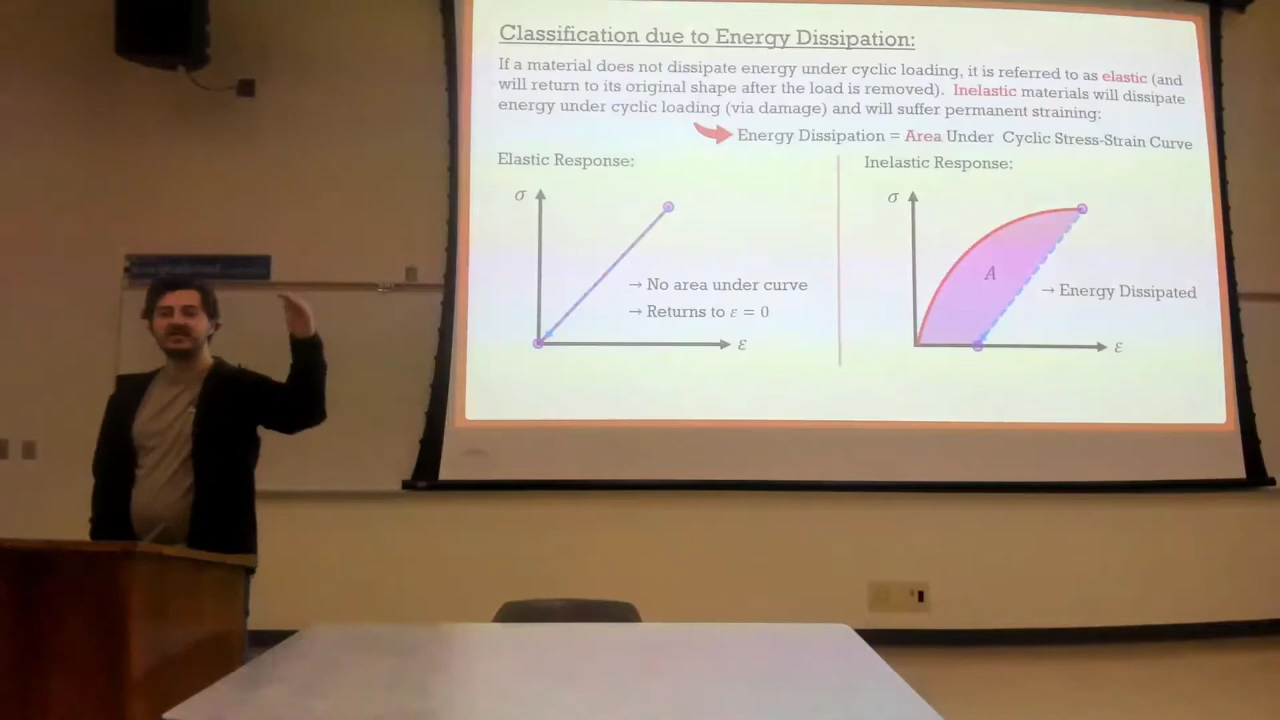 Classification due to Energy Dissipation:
If a material does not dissipate energy under cyclic loading, it is referred to as elastic (and
will return to its original shape after the load is removed). Inelastic materials will dissipate
energy under cyclic loading (via damage) and will suffer permanent straining:
Energy Dissipation = Area Under Cyclic Stress-Strain Curve
Elastic Response:
σ
→ No area under curve
→ Returns to ε = 0
ε
Inelastic Response:
σ
A
→ Energy Dissipated
ε